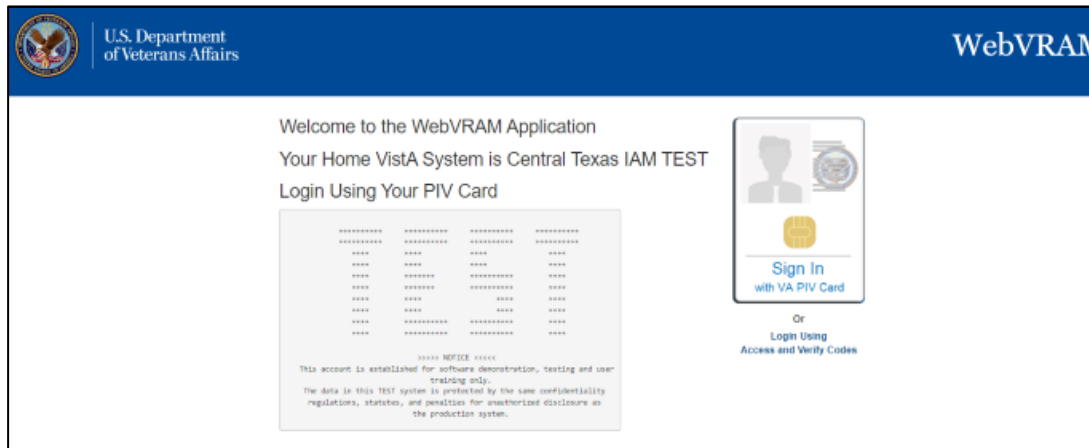 U.S. Department
of Veterans Affairs
WebVRAM
Welcome to the WebVRAM Application
Your Home VistA System is Central Texas IAM TEST
Login Using Your PIV Card
**********     **********     **********     **********
**********     **********     **********     **********
****     ****     ****     ****
****     ****     ****     ****
****     *******     **********     ****
****     *******     **********     ****
****     ****     ****     ****
****     ****     ****     ****
****     **********     **********     ****
****     **********     **********     ****
>>>>> NOTICE <<<<<
This account is established for software demonstration, testing and user
training only.
The data in this TEST system is protected by the same confidentiality
regulations, statutes, and penalties for unauthorized disclosure as
the production system.
Sign In
with VA PIV Card
Or
Login Using
Access and Verify Codes